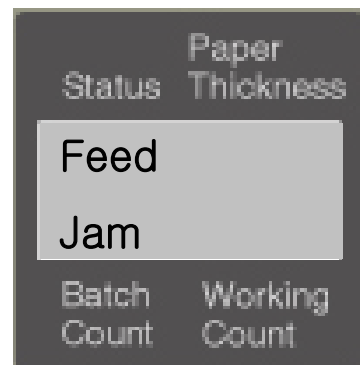 Paper
Status Thickness
Feed
Jam
Batch Working
Count Count